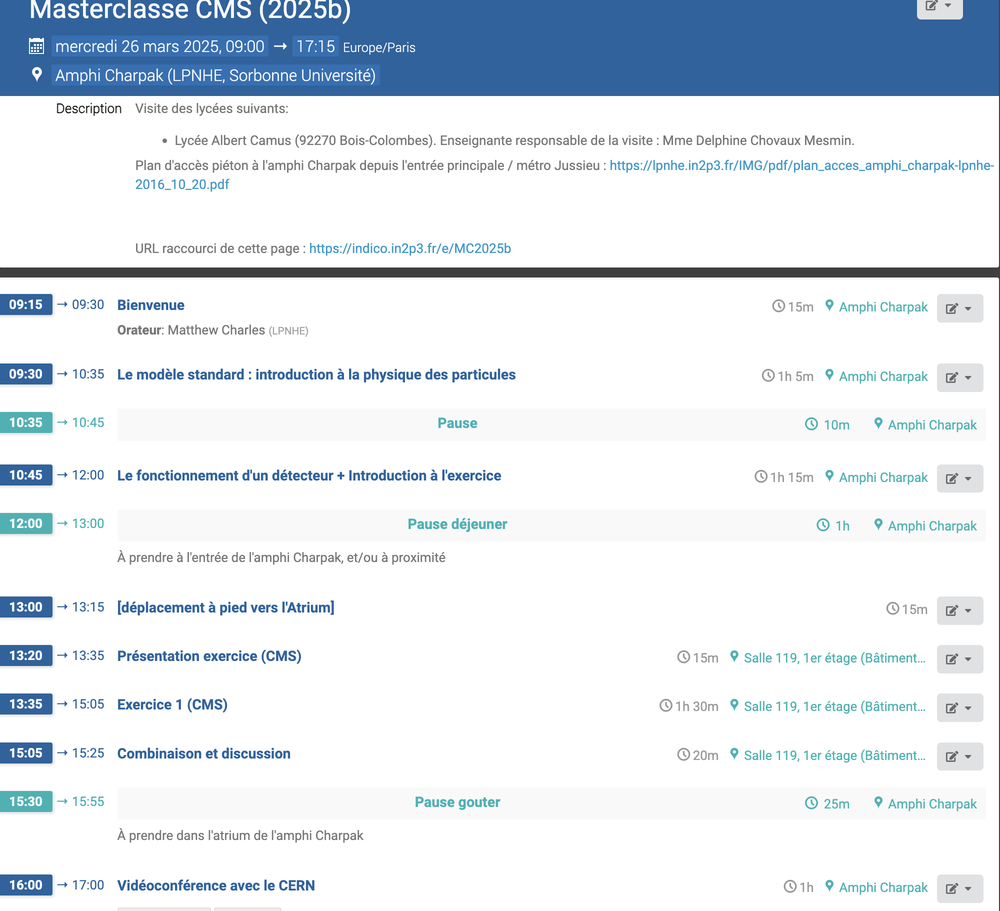 Masterclasse CMS (2025b)
mercredi 26 mars 2025, 09:00 → 17:15 Europe/Paris
Amphi Charpak (LPNHE, Sorbonne Université)
Description Visite des lycées suivants:
• Lycée Albert Camus (92270 Bois-Colombes). Enseignante responsable de la visite : Mme Delphine Chovaux Mesmin.
Plan d'accès piéton à l'amphi Charpak depuis l'entrée principale / métro Jussieu : https://lpnhe.in2p3.fr/IMG/pdf/plan_acces_amphi_charpak-lpnhe-
2016_10_20.pdf
URL raccourci de cette page : https://indico.in2p3.fr/e/MC2025b
09:15 → 09:30 Bienvenue 15m Amphi Charpak
Orateur: Matthew Charles (LPNHE)
09:30 → 10:35 Le modèle standard : introduction à la physique des particules 1h 5m Amphi Charpak
10:35 → 10:45 Pause 10m Amphi Charpak
10:45 → 12:00 Le fonctionnement d'un détecteur + Introduction à l'exercice 1h 15m Amphi Charpak
12:00 → 13:00 Pause déjeuner 1h Amphi Charpak
À prendre à l'entrée de l'amphi Charpak, et/ou à proximité
13:00 → 13:15 [déplacement à pied vers l'Atrium] 15m
13:20 → 13:35 Présentation exercice (CMS) 15m Salle 119, 1er étage (Bâtiment...
13:35 → 15:05 Exercice 1 (CMS) 1h 30m Salle 119, 1er étage (Bâtiment...
15:05 → 15:25 Combinaison et discussion 20m Salle 119, 1er étage (Bâtiment...
15:30 → 15:55 Pause gouter 25m Amphi Charpak
À prendre dans l'atrium de l'amphi Charpak
16:00 → 17:00 Vidéoconférence avec le CERN 1h Amphi Charpak